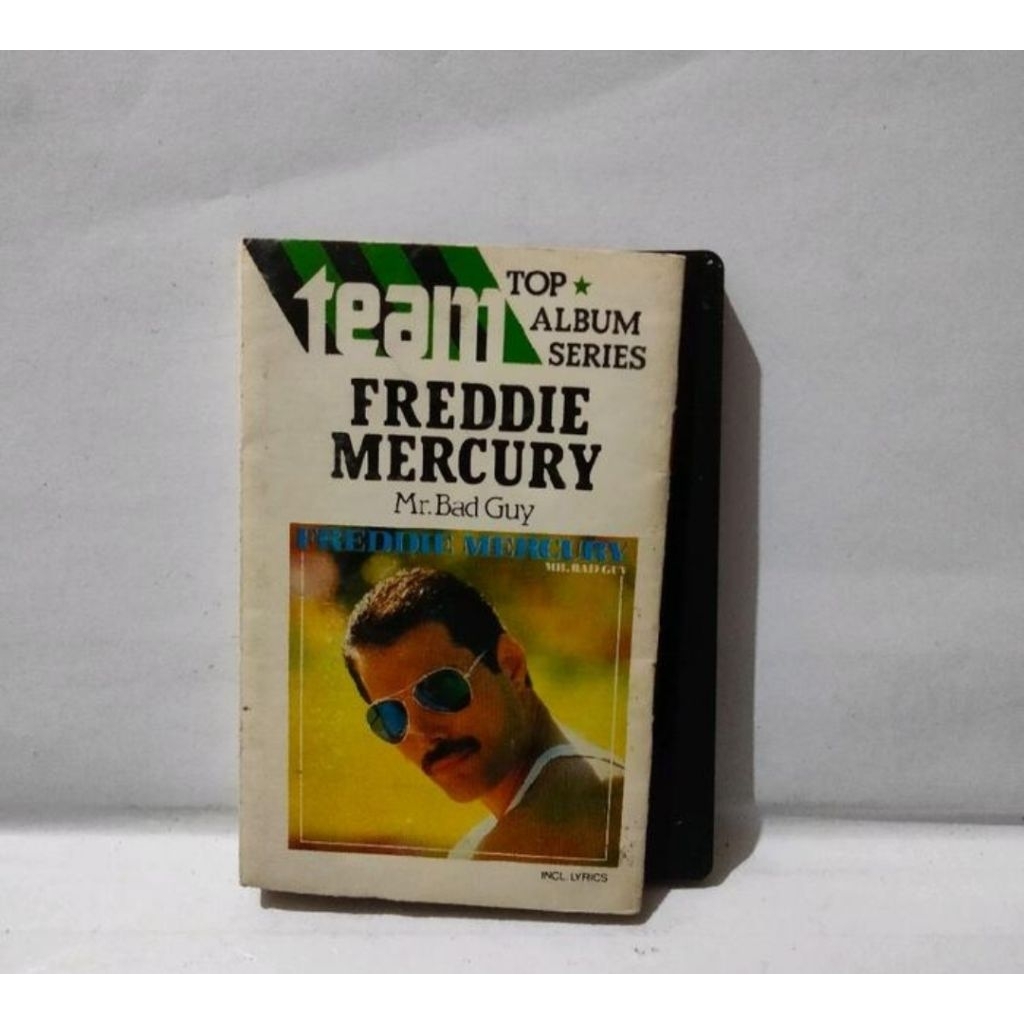 team
TOP ★
ALBUM
SERIES
FREDDIE
MERCURY
Mr. Bad Guy
FREDDIE MERCURY
MR. BAD GUY
INCL. LYRICS